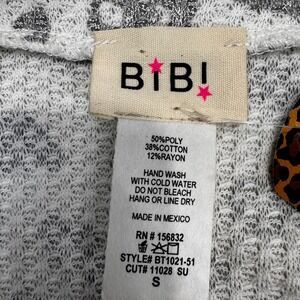 BiB!
50%POLY
38%COTTON
12%RAYON
HAND WASH
WITH COLD WATER
DO NOT BLEACH
HANG OR LINE DRY
MADE IN MEXICO
RN # 156832
STYLE# BT1021-51
CUT# 11028 SU
S